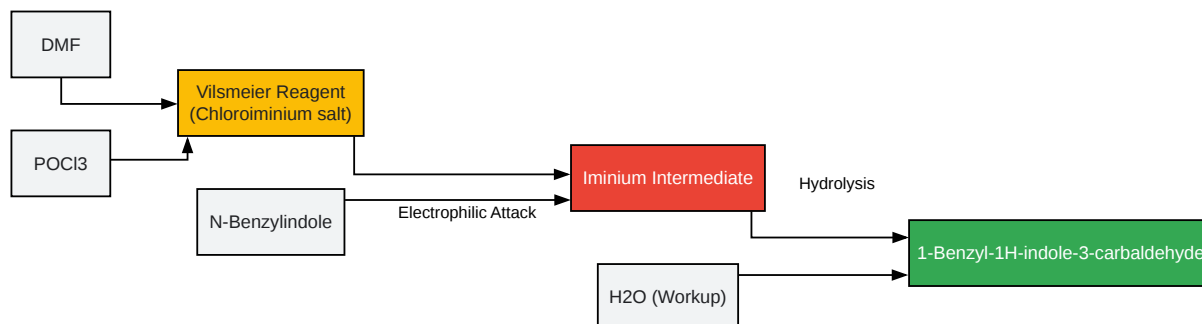 DMF
Vilsmeier Reagent
(Chloroiminium salt)
POCl3
Iminium Intermediate
Hydrolysis
N-Benzylindole
Electrophilic Attack
1-Benzyl-1H-indole-3-carbaldehyde
H2O (Workup)